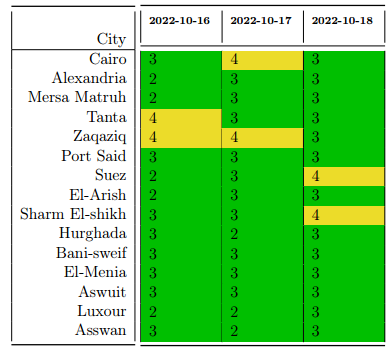 2022-10-16 2022-10-17 2022-10-18
City
Cairo 3 4 3
Alexandria 2 3 3
Mersa Matruh 2 3 3
Tanta 4 3 3
Zaqaziq 4 4 3
Port Said 3 3 3
Suez 2 3 4
El-Arish 2 3 3
Sharm El-shikh 3 3 4
Hurghada 3 2 3
Bani-sweif 3 3 3
El-Menia 3 3 3
Aswuit 3 3 3
Luxour 2 2 3
Asswan 3 2 3